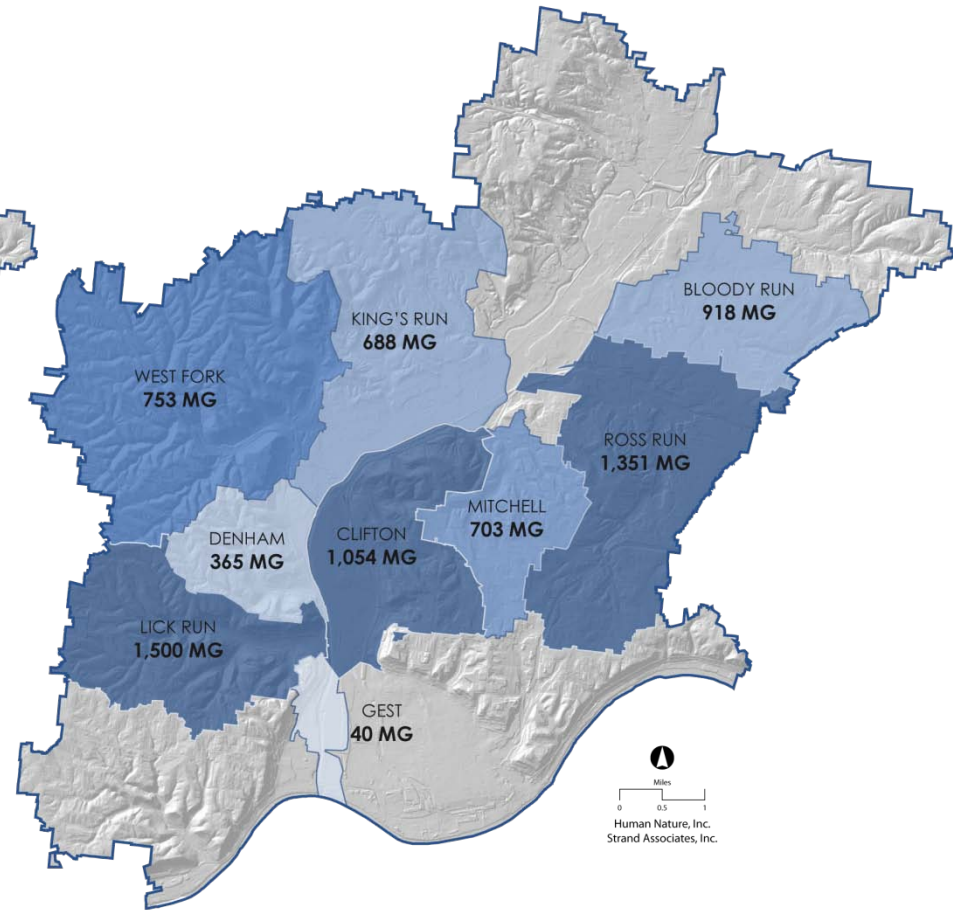 BLOODY RUN
918 MG
KING'S RUN
688 MG
WEST FORK
753 MG
ROSS RUN
1,351 MG
MITCHELL
703 MG
DENHAM
365 MG
CLIFTON
1,054 MG
LICK RUN
1,500 MG
GEST
40 MG
Miles
0 0.5 1
Human Nature, Inc.
Strand Associates, Inc.